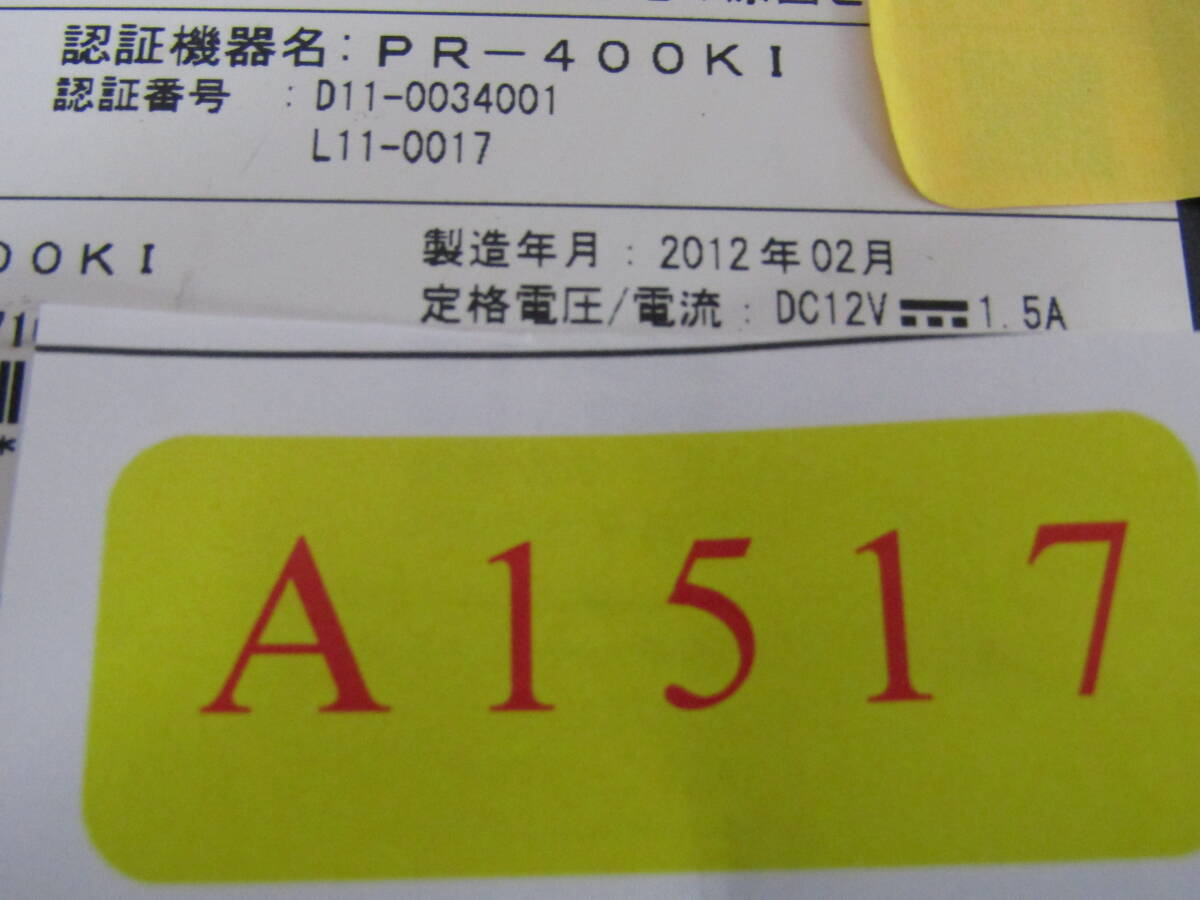 認証機器名: PR-400KI
認証番号 : D11-0034001
L11-0017
00KI
製造年月 : 2012年02月
定格電圧/電流 : DC12V⎓1.5A
*
A1517